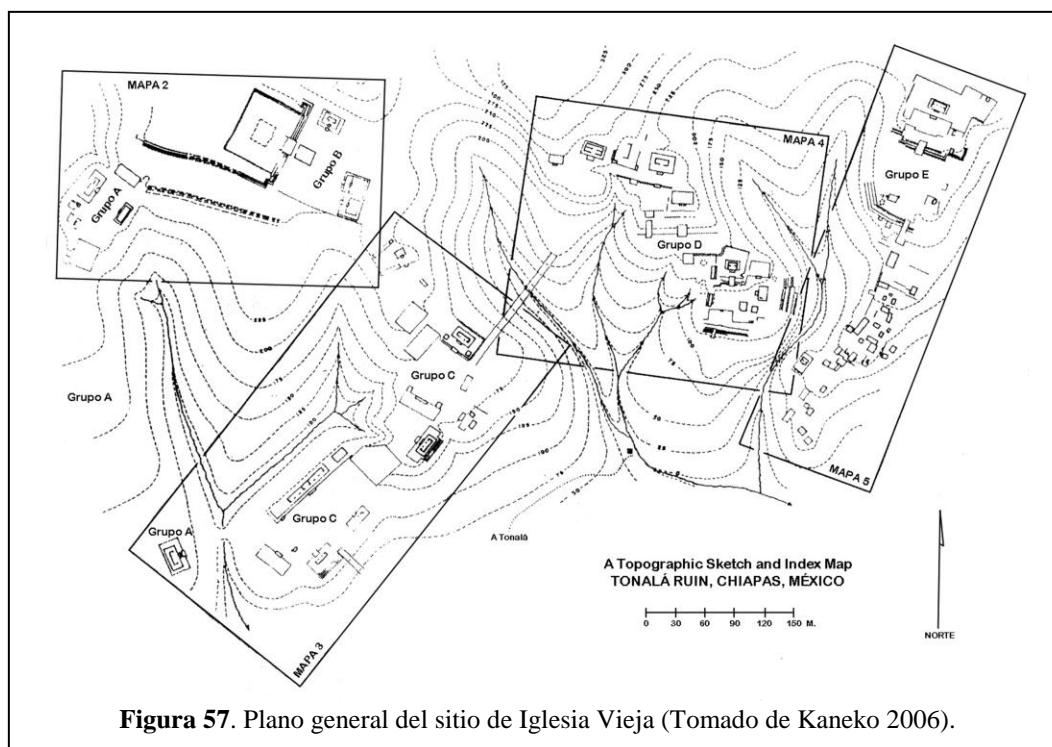 MAPA 2
Grupo A
Grupo B
MAPA 4
Grupo D
Grupo E
MAPA 5
Grupo A
Grupo C
Grupo C
Grupo A
MAPA 3
A Tonalá
A Topographic Sketch and Index Map
TONALÁ RUIN, CHIAPAS, MÉXICO
0 30 60 90 120 150 M.
NORTE
Figura 57. Plano general del sitio de Iglesia Vieja (Tomado de Kaneko 2006).